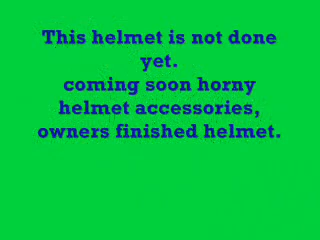 This helmet is not done
yet.
coming soon horny
helmet accessories,
owners finished helmet.